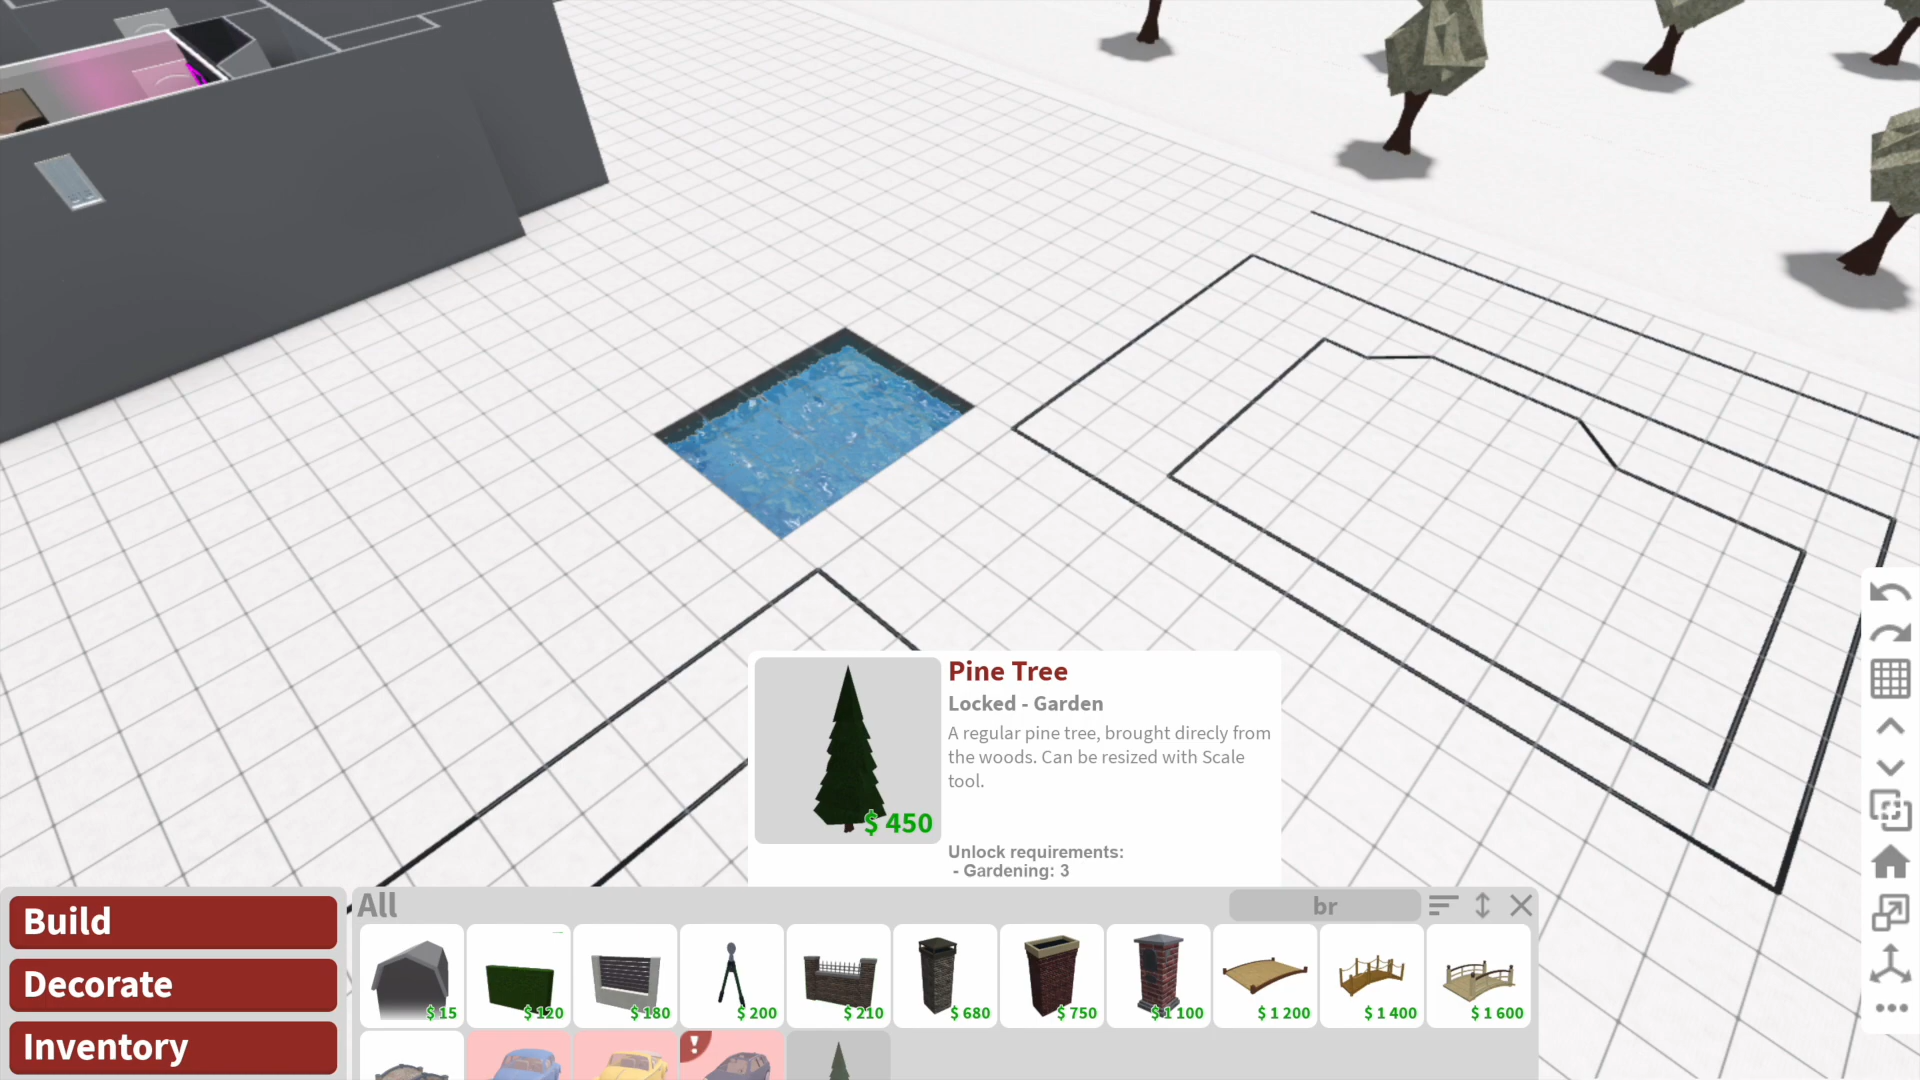 Pine Tree
Locked - Garden
A regular pine tree, brought direcly from
the woods. Can be resized with Scale
tool.
$ 450
Unlock requirements:
- Gardening: 3
Build
Decorate
Inventory
All
br
$ 15
$ 120
$ 180
$ 200
$ 210
$ 680
$ 750
$ 1 100
$ 1 200
$ 1 400
$ 1 600
!